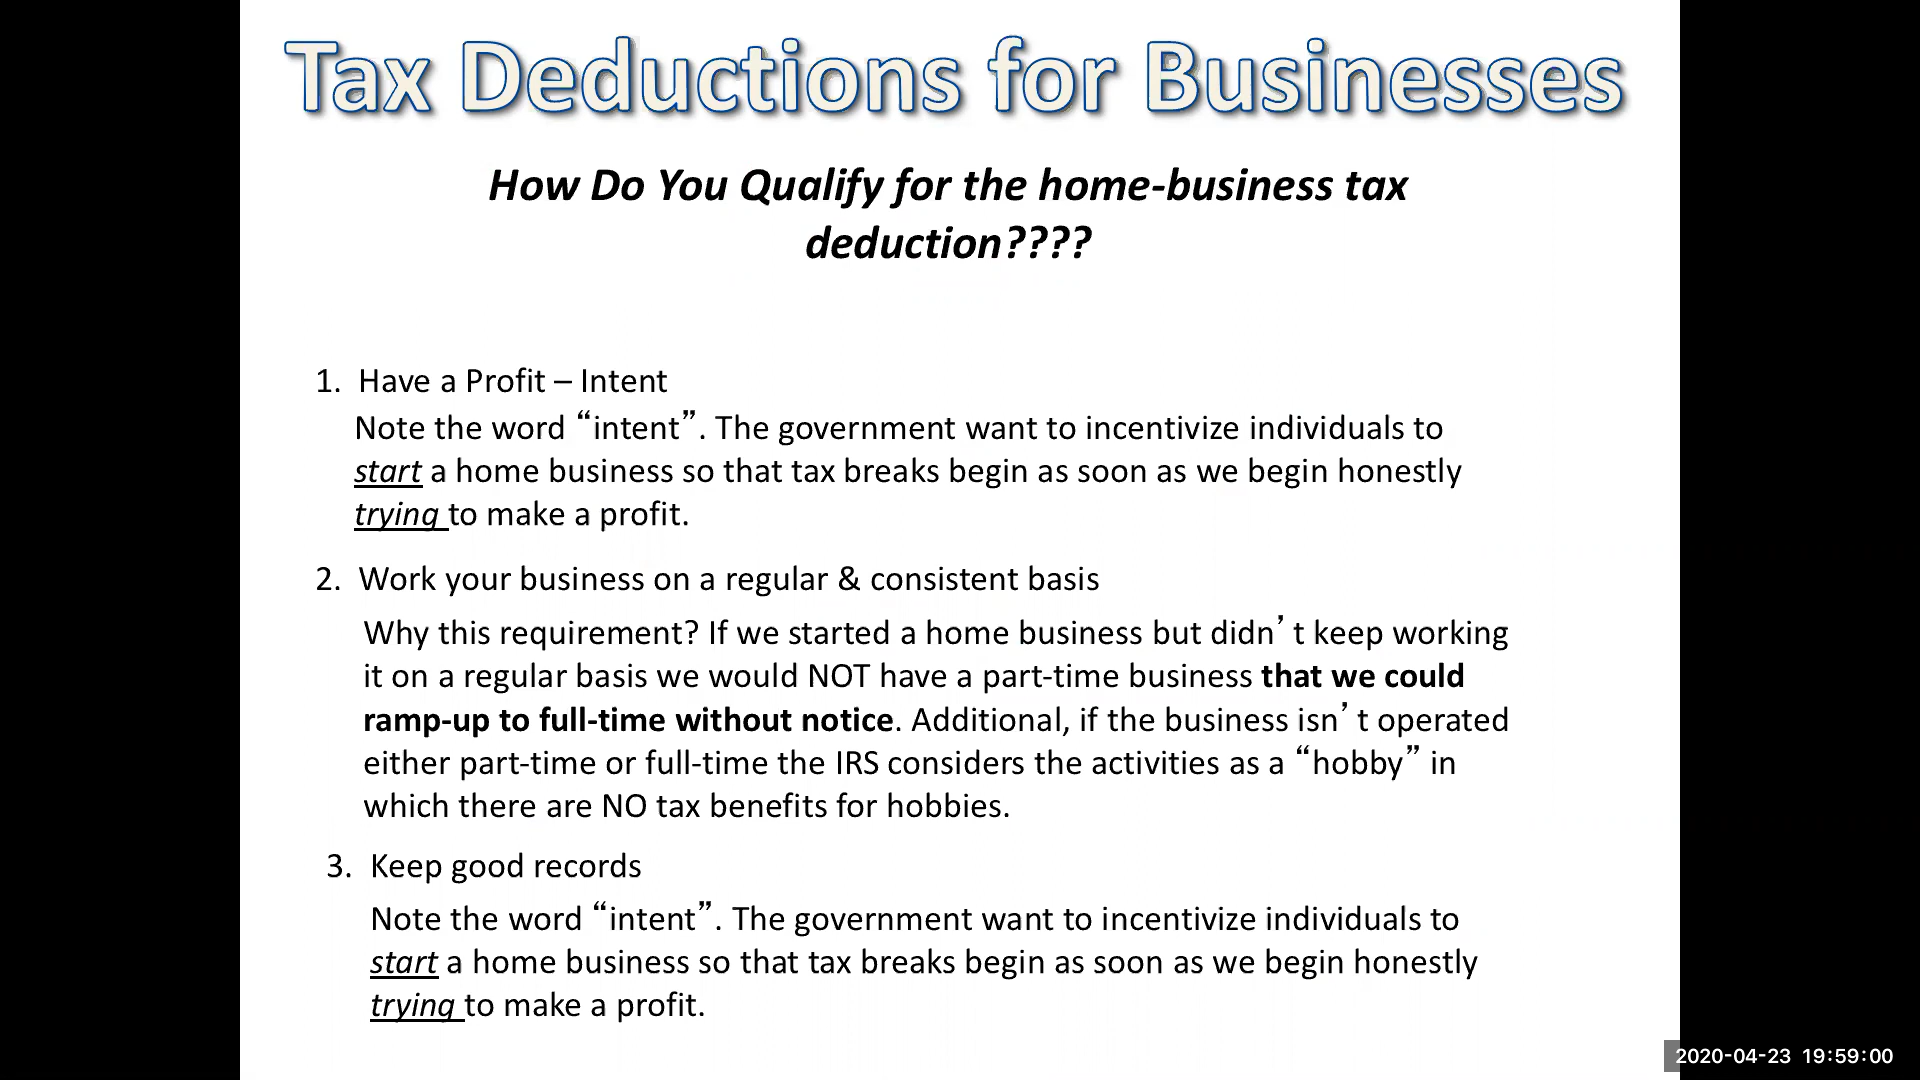 Tax Deductions for Businesses
How Do You Qualify for the home-business tax
deduction????
1. Have a Profit – Intent
Note the word “intent”. The government want to incentivize individuals to
start a home business so that tax breaks begin as soon as we begin honestly
trying to make a profit.
2. Work your business on a regular & consistent basis
Why this requirement? If we started a home business but didn’t keep working
it on a regular basis we would NOT have a part-time business that we could
ramp-up to full-time without notice. Additional, if the business isn’t operated
either part-time or full-time the IRS considers the activities as a “hobby” in
which there are NO tax benefits for hobbies.
3. Keep good records
Note the word “intent”. The government want to incentivize individuals to
start a home business so that tax breaks begin as soon as we begin honestly
trying to make a profit.
2020-04-23 19:59:00